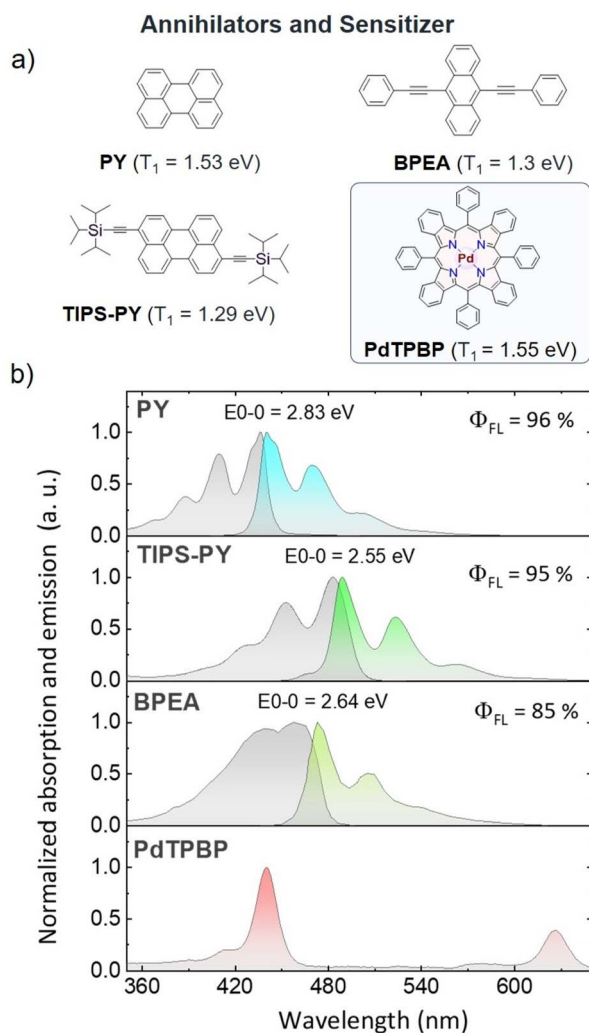 Annihilators and Sensitizer
a)
PY (T₁ = 1.53 eV)
BPEA (T₁ = 1.3 eV)
Si
Si
TIPS-PY (T₁ = 1.29 eV)
N
N
Pd
N
N
PdTPBP (T₁ = 1.55 eV)
b)
Normalized absorption and emission (a. u.)
PY
E0-0 = 2.83 eV
Φ_FL = 96 %
1.0
0.5
0.0
TIPS-PY
E0-0 = 2.55 eV
Φ_FL = 95 %
1.0
0.5
0.0
BPEA
E0-0 = 2.64 eV
Φ_FL = 85 %
1.0
0.5
0.0
PdTPBP
1.0
0.5
0.0
360 420 480 540 600
Wavelength (nm)